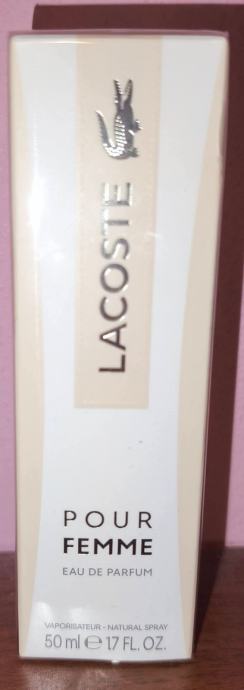 LACOSTE
POUR
FEMME
EAU DE PARFUM
VAPORISATEUR - NATURAL SPRAY
50 ml ℮ 1.7 FL. OZ.